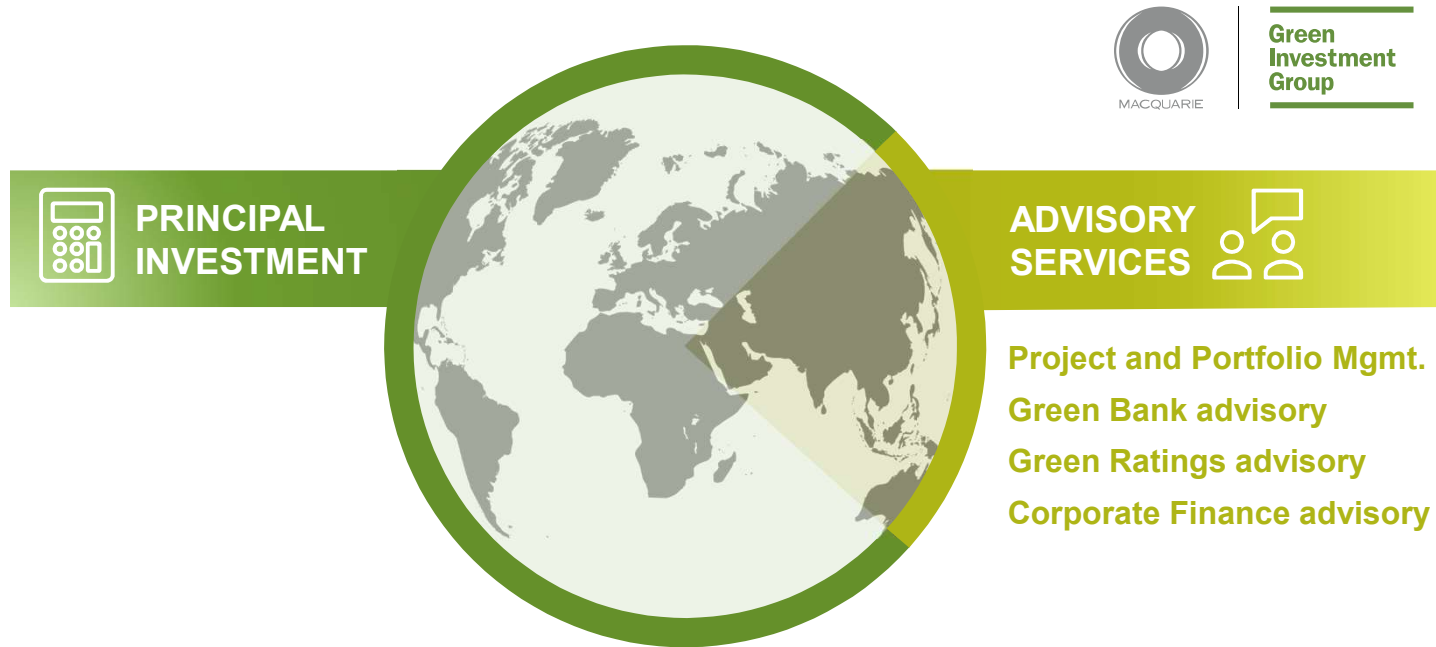 MACQUARIE
Green
Investment
Group
PRINCIPAL
INVESTMENT
ADVISORY
SERVICES
Project and Portfolio Mgmt.
Green Bank advisory
Green Ratings advisory
Corporate Finance advisory